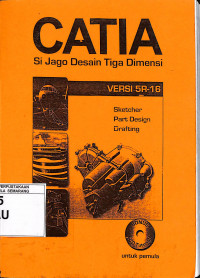 CATIA
Si Jago Desain Tiga Dimensi
VERSI 5R-16
Sketcher
Part Design
Drafting
untuk pemula